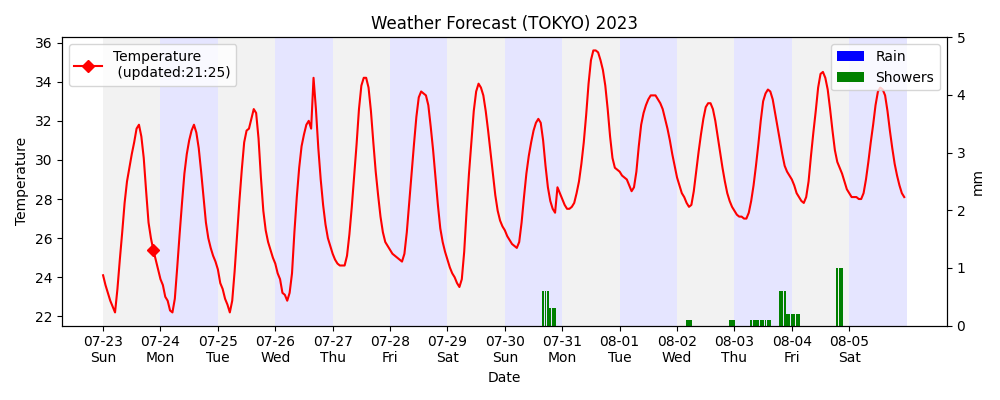 Weather Forecast (TOKYO) 2023
Temperature
(updated:21:25)
Rain
Showers
Temperature
36
34
32
30
28
26
24
22
5
4
3
2
1
0
mm
07-23 07-24 07-25 07-26 07-27 07-28 07-29 07-30 07-31 08-01 08-02 08-03 08-04 08-05
Sun Mon Tue Wed Thu Fri Sat Sun Mon Tue Wed Thu Fri Sat
Date